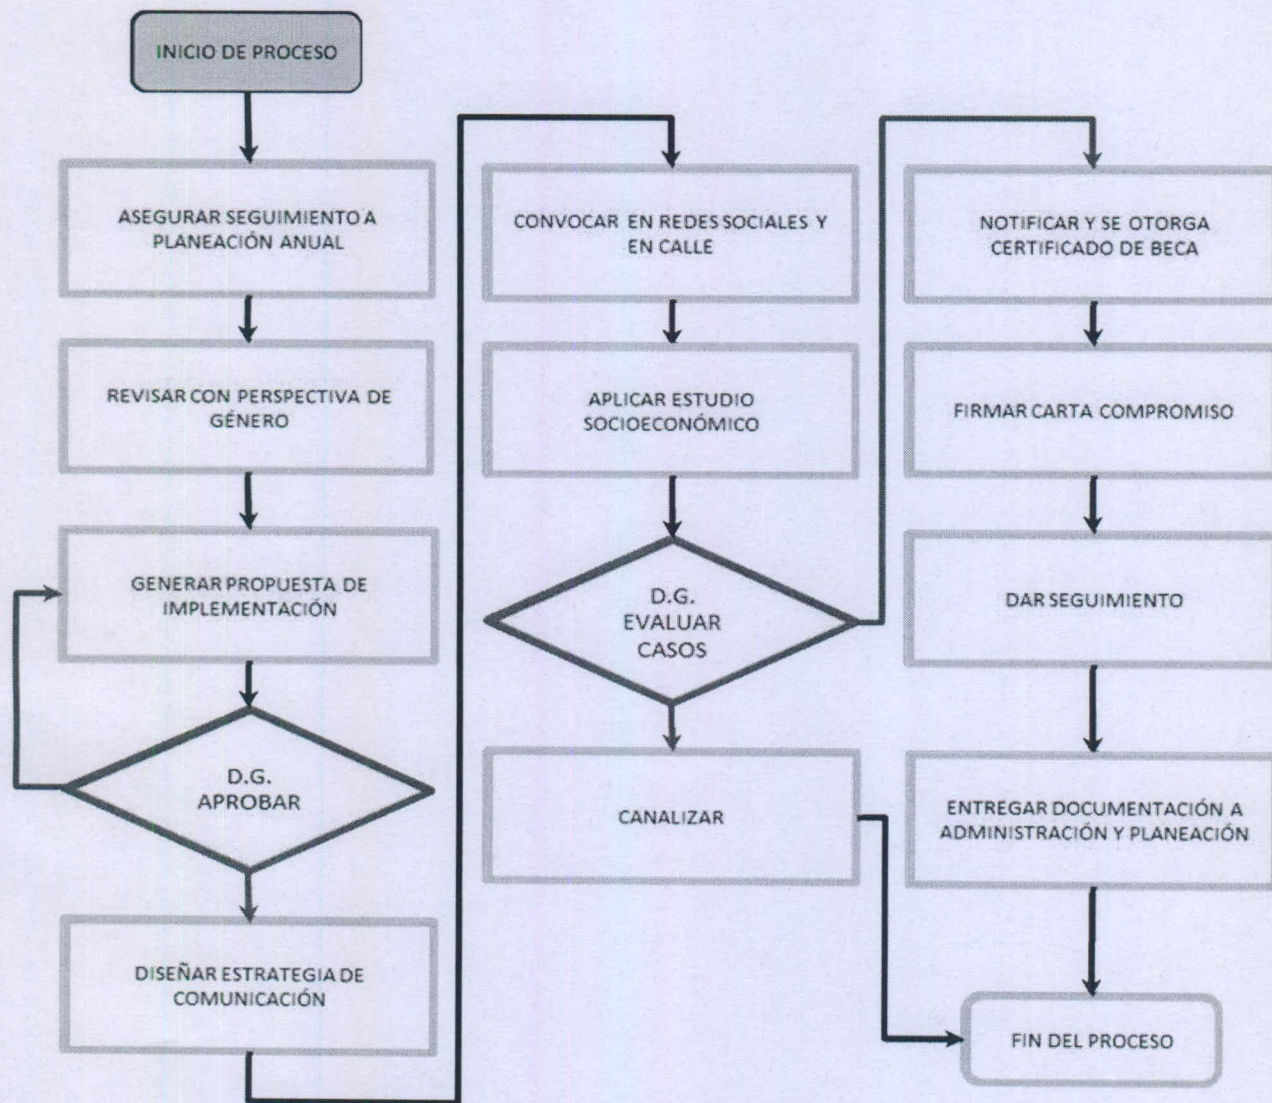 INICIO DE PROCESO
ASEGURAR SEGUIMIENTO A
PLANEACIÓN ANUAL
REVISAR CON PERSPECTIVA DE
GÉNERO
GENERAR PROPUESTA DE
IMPLEMENTACIÓN
D.G.
APROBAR
DISEÑAR ESTRATEGIA DE
COMUNICACIÓN
CONVOCAR EN REDES SOCIALES Y
EN CALLE
APLICAR ESTUDIO
SOCIOECONÓMICO
D.G.
EVALUAR
CASOS
CANALIZAR
NOTIFICAR Y SE OTORGA
CERTIFICADO DE BECA
FIRMAR CARTA COMPROMISO
DAR SEGUIMIENTO
ENTREGAR DOCUMENTACIÓN A
ADMINISTRACIÓN Y PLANEACIÓN
FIN DEL PROCESO